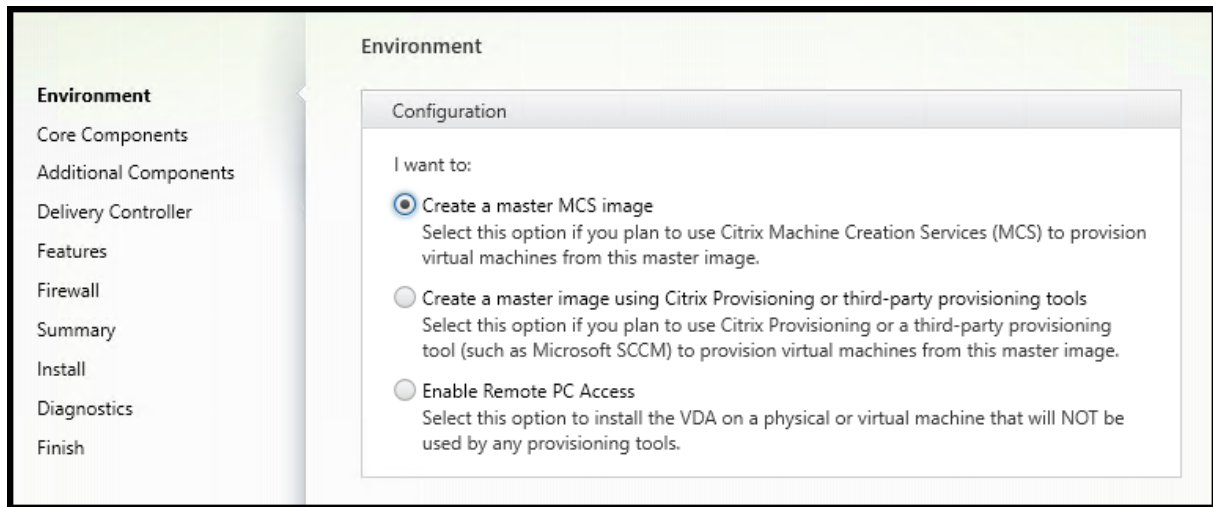 Environment
Environment
Core Components
Additional Components
Delivery Controller
Features
Firewall
Summary
Install
Diagnostics
Finish
Configuration
I want to:
Create a master MCS image
Select this option if you plan to use Citrix Machine Creation Services (MCS) to provision
virtual machines from this master image.
Create a master image using Citrix Provisioning or third-party provisioning tools
Select this option if you plan to use Citrix Provisioning or a third-party provisioning
tool (such as Microsoft SCCM) to provision virtual machines from this master image.
Enable Remote PC Access
Select this option to install the VDA on a physical or virtual machine that will NOT be
used by any provisioning tools.